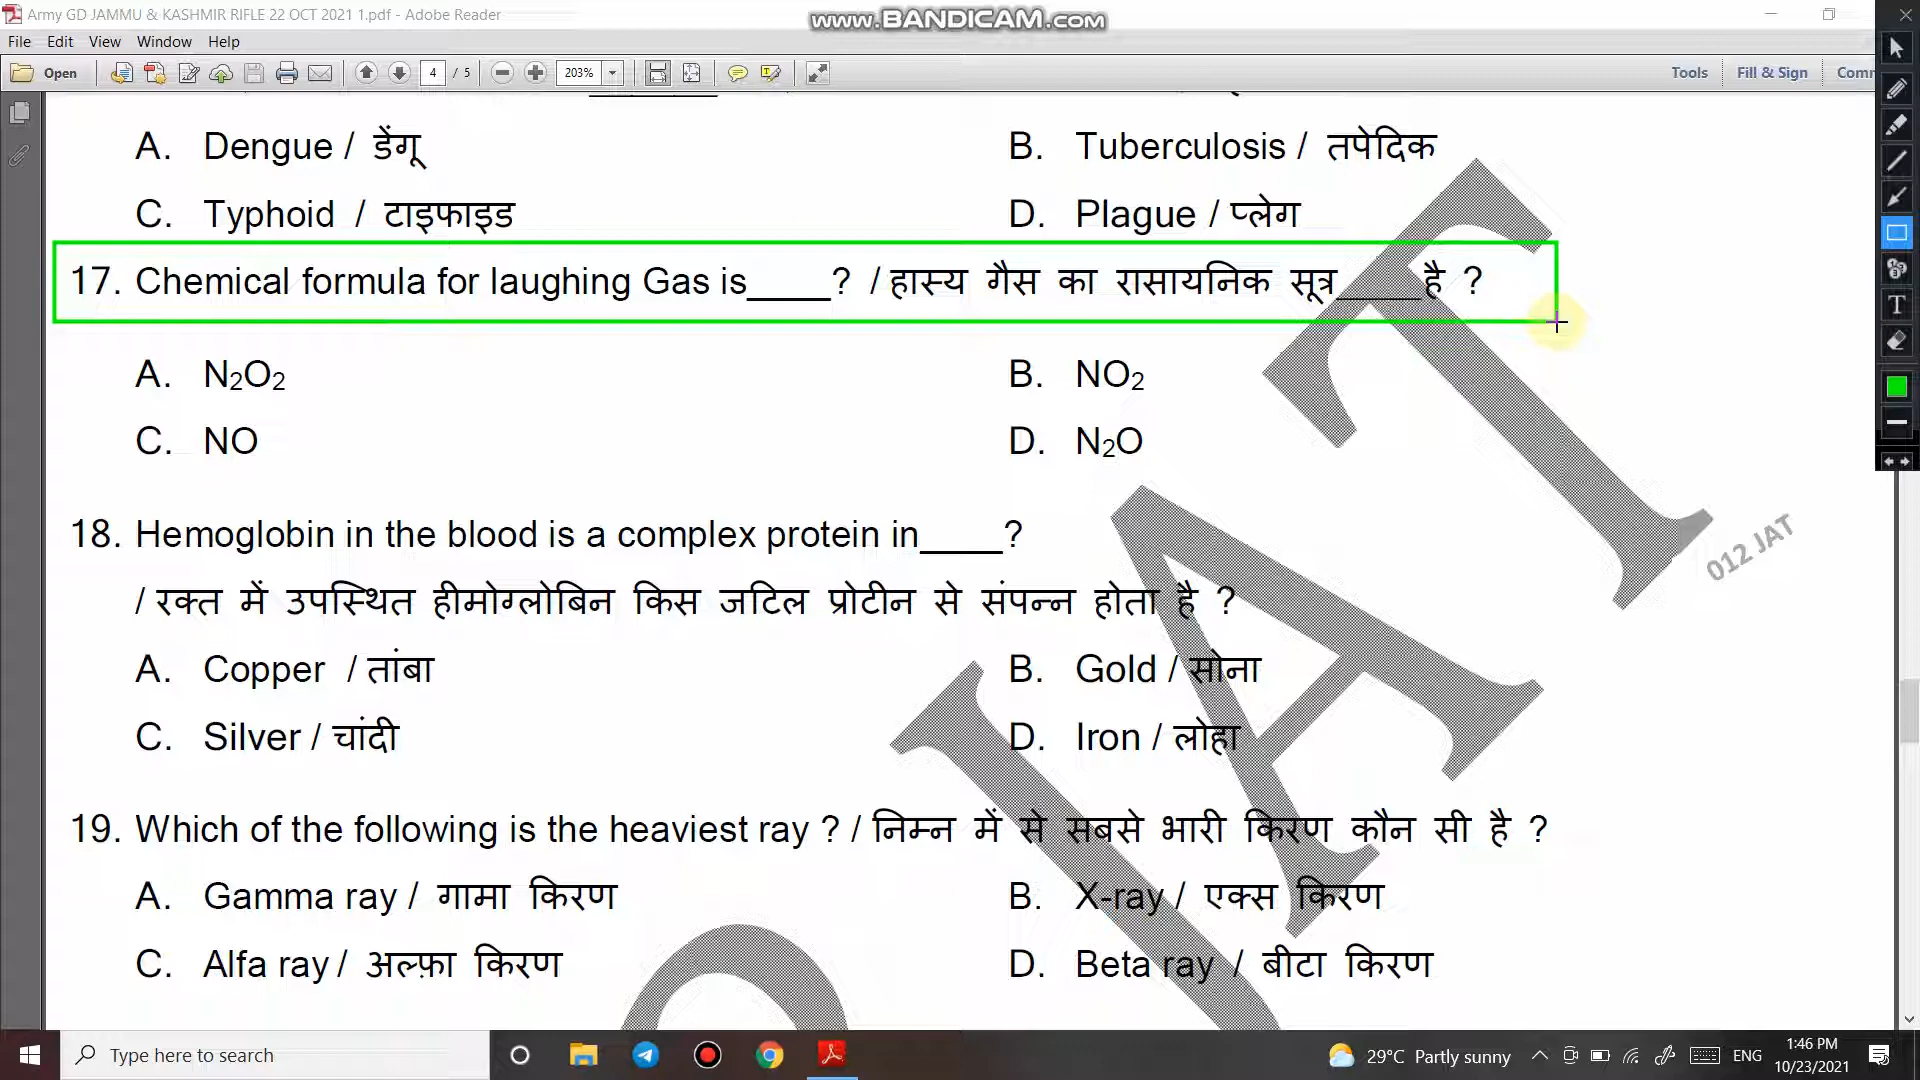 Army GD JAMMU & KASHMIR RIFLE 22 OCT 2021 1.pdf - Adobe Reader
www.BANDICAM.com
File Edit View Window Help
Open 4 / 5 203% Tools Fill & Sign Comm
A. Dengue / डेंगू B. Tuberculosis / तपेदिक
C. Typhoid / टाइफाइड D. Plague / प्लेग
17. Chemical formula for laughing Gas is____? / हास्य गैस का रासायनिक सूत्र____है ?
A. N₂O₂ B. NO₂
C. NO D. N₂O
18. Hemoglobin in the blood is a complex protein in____?
/ रक्त में उपस्थित हीमोग्लोबिन किस जटिल प्रोटीन से संपन्न होता है ?
A. Copper / तांबा B. Gold / सोना
C. Silver / चांदी D. Iron / लोहा
19. Which of the following is the heaviest ray ? / निम्न में से सबसे भारी किरण कौन सी है ?
A. Gamma ray / गामा किरण B. X-ray / एक्स किरण
C. Alfa ray / अल्फ़ा किरण D. Beta ray / बीटा किरण
JAT
012 JAT
Type here to search 29°C Partly sunny ENG 1:46 PM
10/23/2021